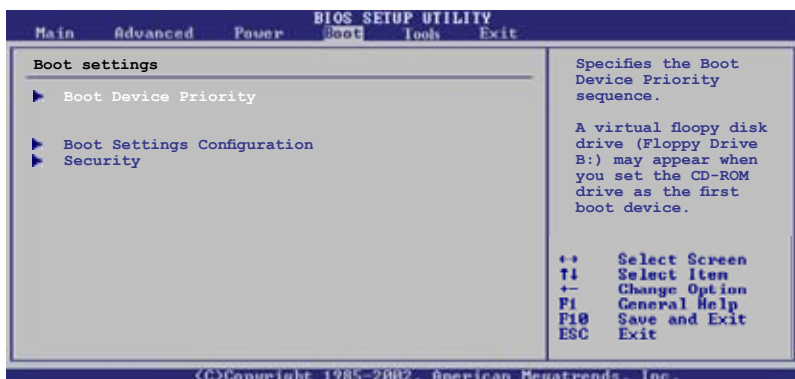 BIOS SETUP UTILITY
Main Advanced Power Boot Tools Exit
Boot settings
Boot Device Priority
Boot Settings Configuration
Security
Specifies the Boot
Device Priority
sequence.
A virtual floopy disk
drive (Floppy Drive
B:) may appear when
you set the CD-ROM
drive as the first
boot device.
↔ Select Screen
↑↓ Select Item
+- Change Option
F1 General Help
F10 Save and Exit
ESC Exit
(C)Copyright 1985-2002, American Megatrends, Inc.